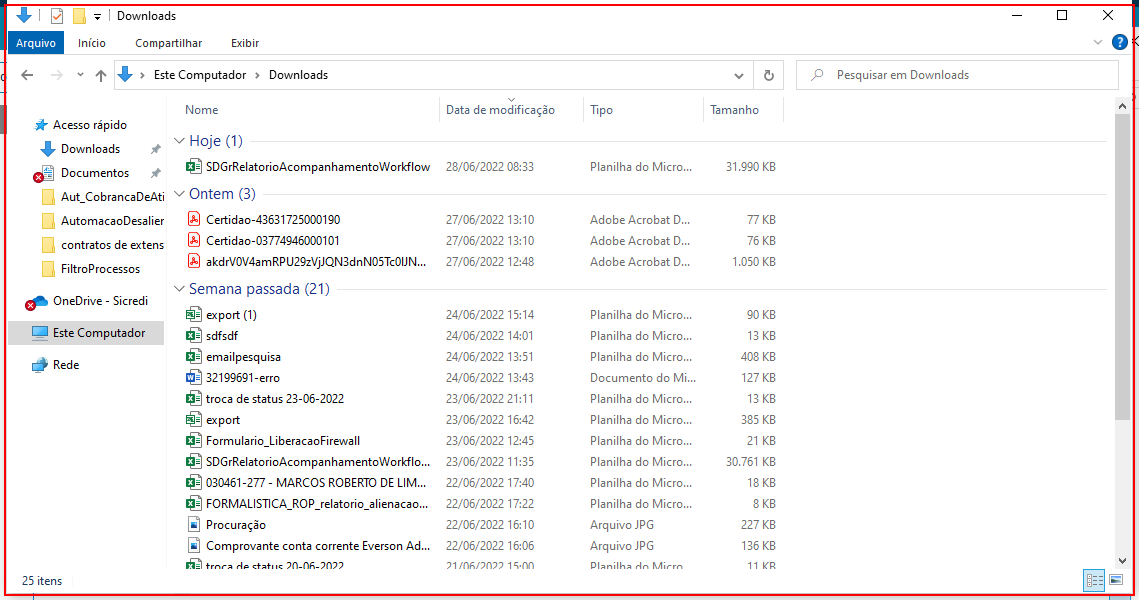 Downloads
Arquivo Início Compartilhar Exibir
Este Computador Downloads Pesquisar em Downloads
Nome Data de modificação Tipo Tamanho
Acesso rápido
Downloads
Documentos
Aut_CobrancaDeAti
AutomacaoDesalier
contratos de extens
FiltroProcessos
OneDrive - Sicredi
Este Computador
Rede
Hoje (1)
SDGrRelatorioAcompanhamentoWorkflow 28/06/2022 08:33 Planilha do Micro... 31.990 KB
Ontem (3)
Certidao-43631725000190 27/06/2022 13:10 Adobe Acrobat D... 77 KB
Certidao-03774946000101 27/06/2022 13:10 Adobe Acrobat D... 76 KB
27/06/2022 12:48 Adobe Acrobat D... 1.050 KB
Semana passada (21)
export (1) 24/06/2022 15:14 Planilha do Micro... 90 KB
sdfsdf 24/06/2022 14:01 Planilha do Micro... 13 KB
emailpesquisa 24/06/2022 13:51 Planilha do Micro... 408 KB
32199691-erro 24/06/2022 13:43 Documento do Mi... 127 KB
troca de status 23-06-2022 23/06/2022 21:11 Planilha do Micro... 13 KB
export 23/06/2022 16:42 Planilha do Micro... 385 KB
Formulario_LiberacaoFirewall 23/06/2022 12:45 Planilha do Micro... 21 KB
SDGrRelatorioAcompanhamentoWorkflo... 23/06/2022 11:35 Planilha do Micro... 30.761 KB
030461-277 - MARCOS ROBERTO DE LIM... 22/06/2022 17:40 Planilha do Micro... 18 KB
FORMALISTICA_ROP_relatorio_alienacao... 22/06/2022 17:22 Planilha do Micro... 8 KB
Procuração 22/06/2022 16:10 Arquivo JPG 227 KB
Comprovante conta corrente Everson Ad... 22/06/2022 16:06 Arquivo JPG 136 KB
troca de status 20-06-2022 21/06/2022 15:00 Planilha do Micro... 11 KB
25 itens